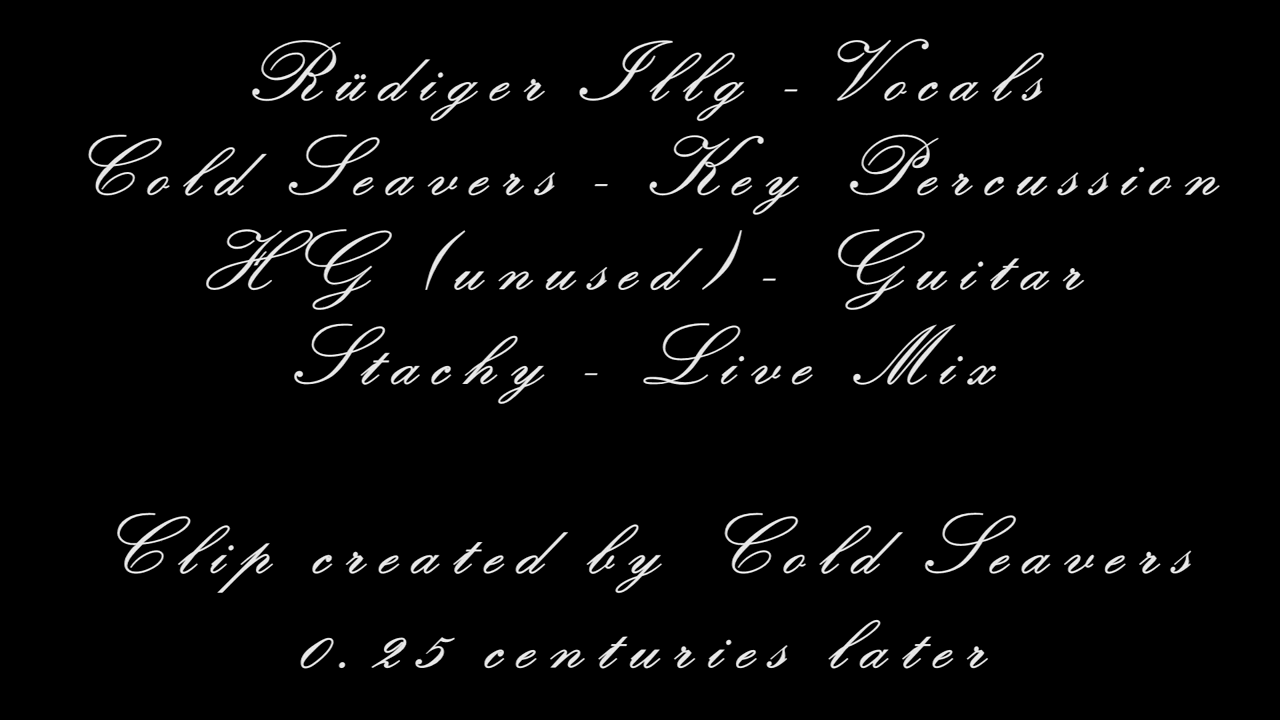 Rüdiger Illg - Vocals
Cold Seavers - Key Percussion
HG (unused) - Guitar
Stachy - Live Mix
Clip created by Cold Seavers
0.25 centuries later